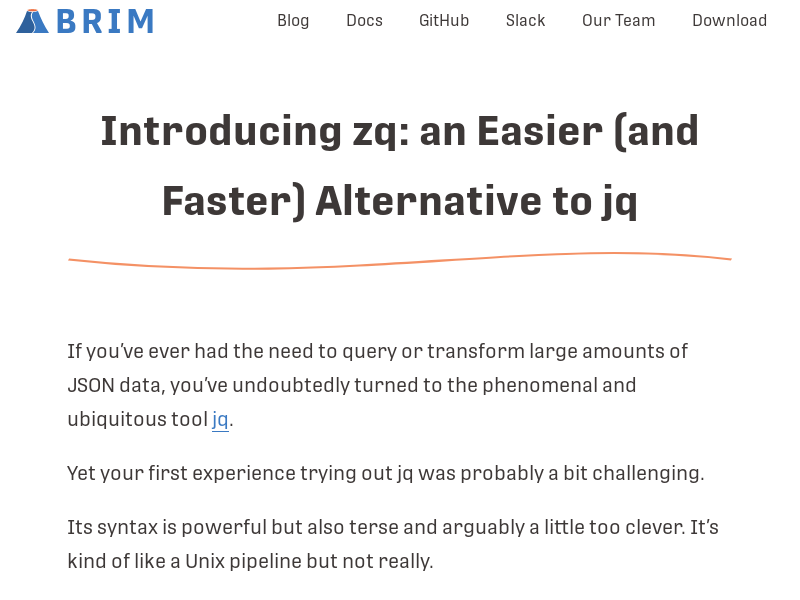 BRIM
Blog Docs GitHub Slack Our Team Download
Introducing zq: an Easier (and
Faster) Alternative to jq
If you’ve ever had the need to query or transform large amounts of
JSON data, you’ve undoubtedly turned to the phenomenal and
ubiquitous tool jq.
Yet your first experience trying out jq was probably a bit challenging.
Its syntax is powerful but also terse and arguably a little too clever. It’s
kind of like a Unix pipeline but not really.